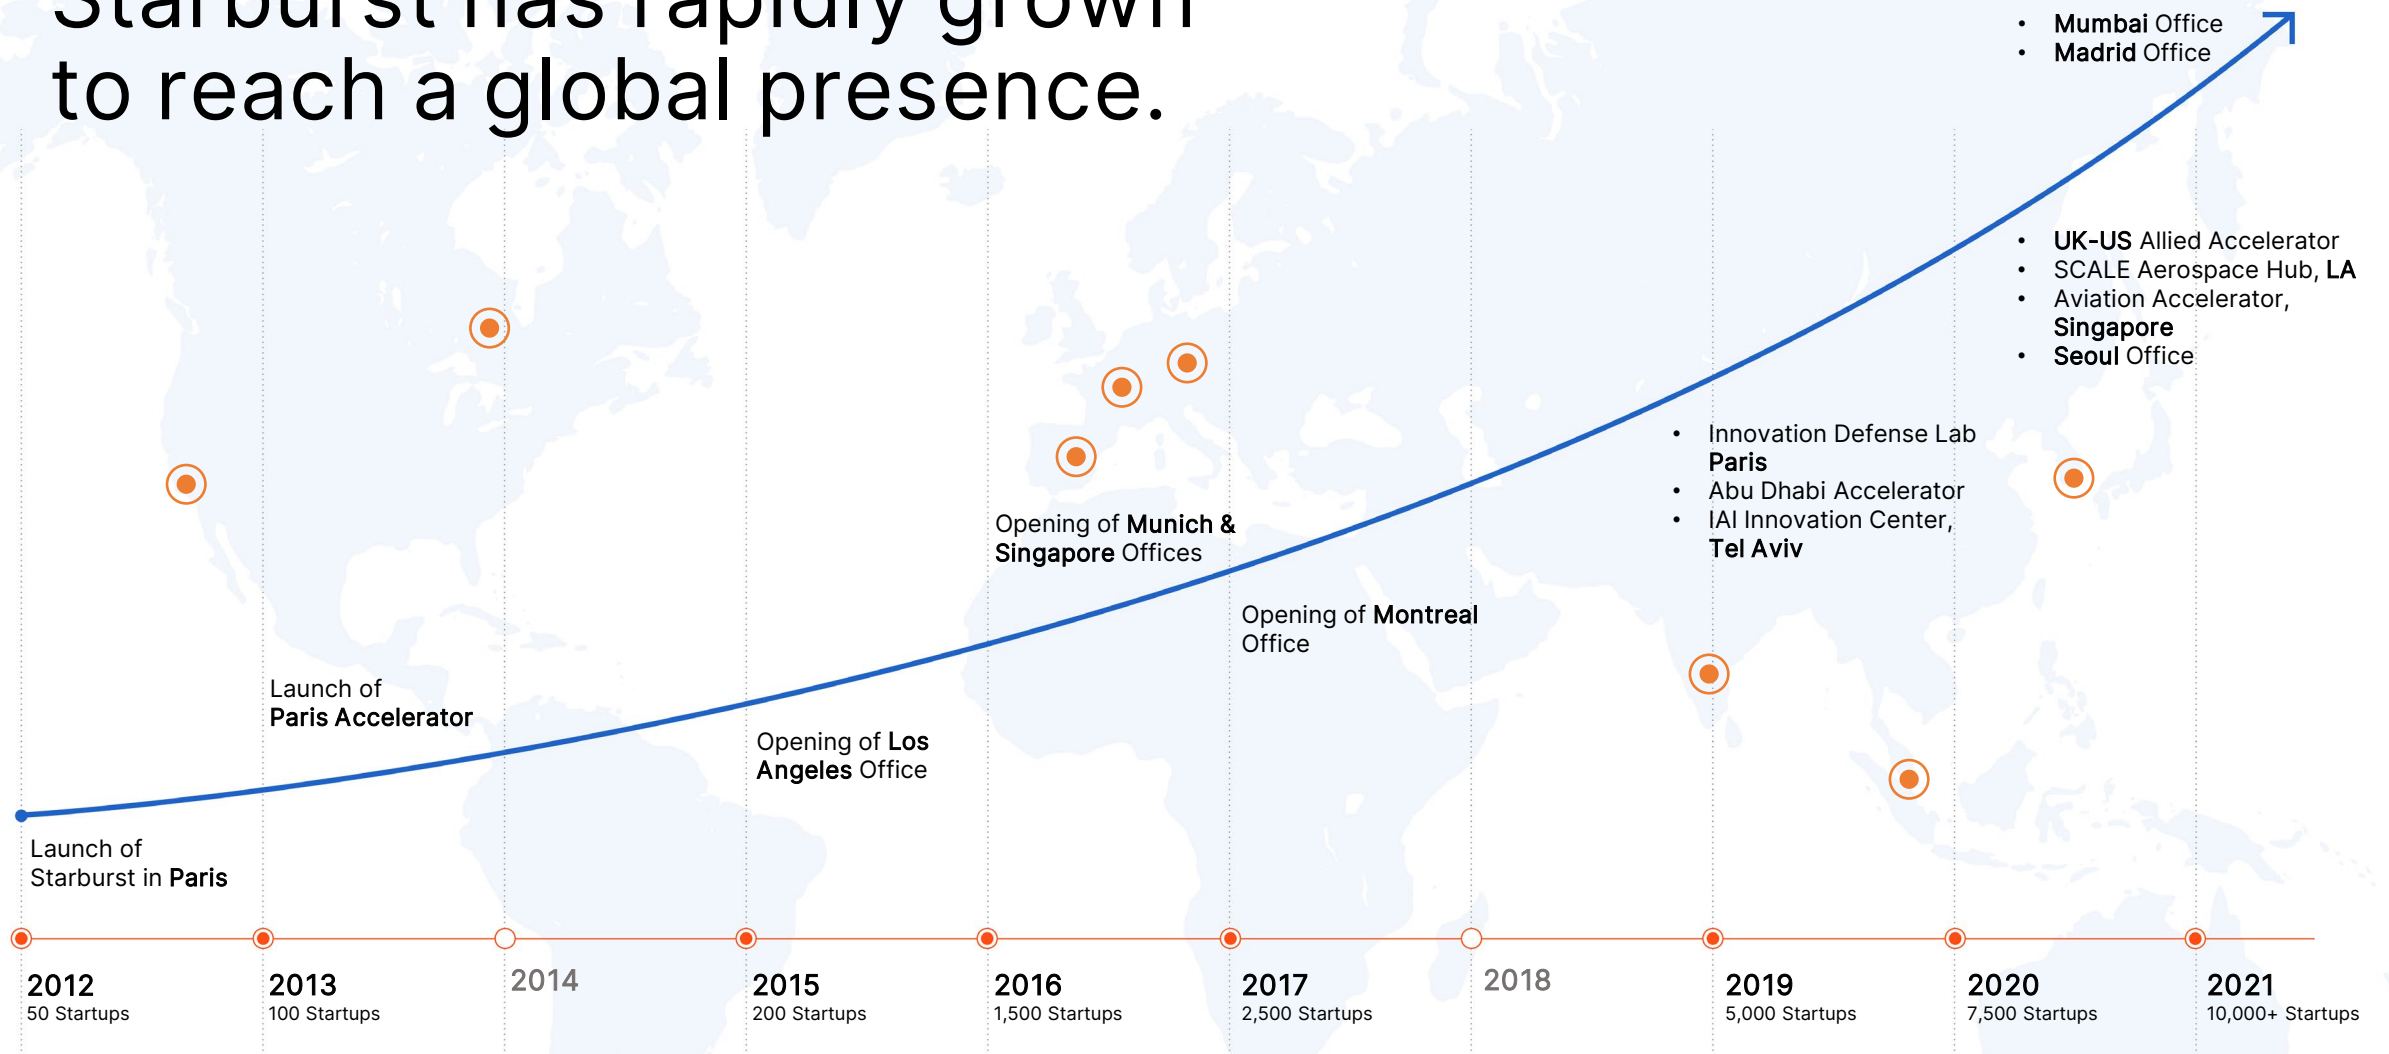 Starburst has rapidly grown
to reach a global presence.
• Mumbai Office
• Madrid Office
• UK-US Allied Accelerator
• SCALE Aerospace Hub, LA
• Aviation Accelerator,
Singapore
• Seoul Office
• Innovation Defense Lab
Paris
• Abu Dhabi Accelerator
• IAI Innovation Center,
Tel Aviv
Opening of Munich &
Singapore Offices
Opening of Montreal
Office
Launch of
Paris Accelerator
Opening of Los
Angeles Office
Launch of
Starburst in Paris
2012
50 Startups
2013
100 Startups
2014
2015
200 Startups
2016
1,500 Startups
2017
2,500 Startups
2018
2019
5,000 Startups
2020
7,500 Startups
2021
10,000+ Startups